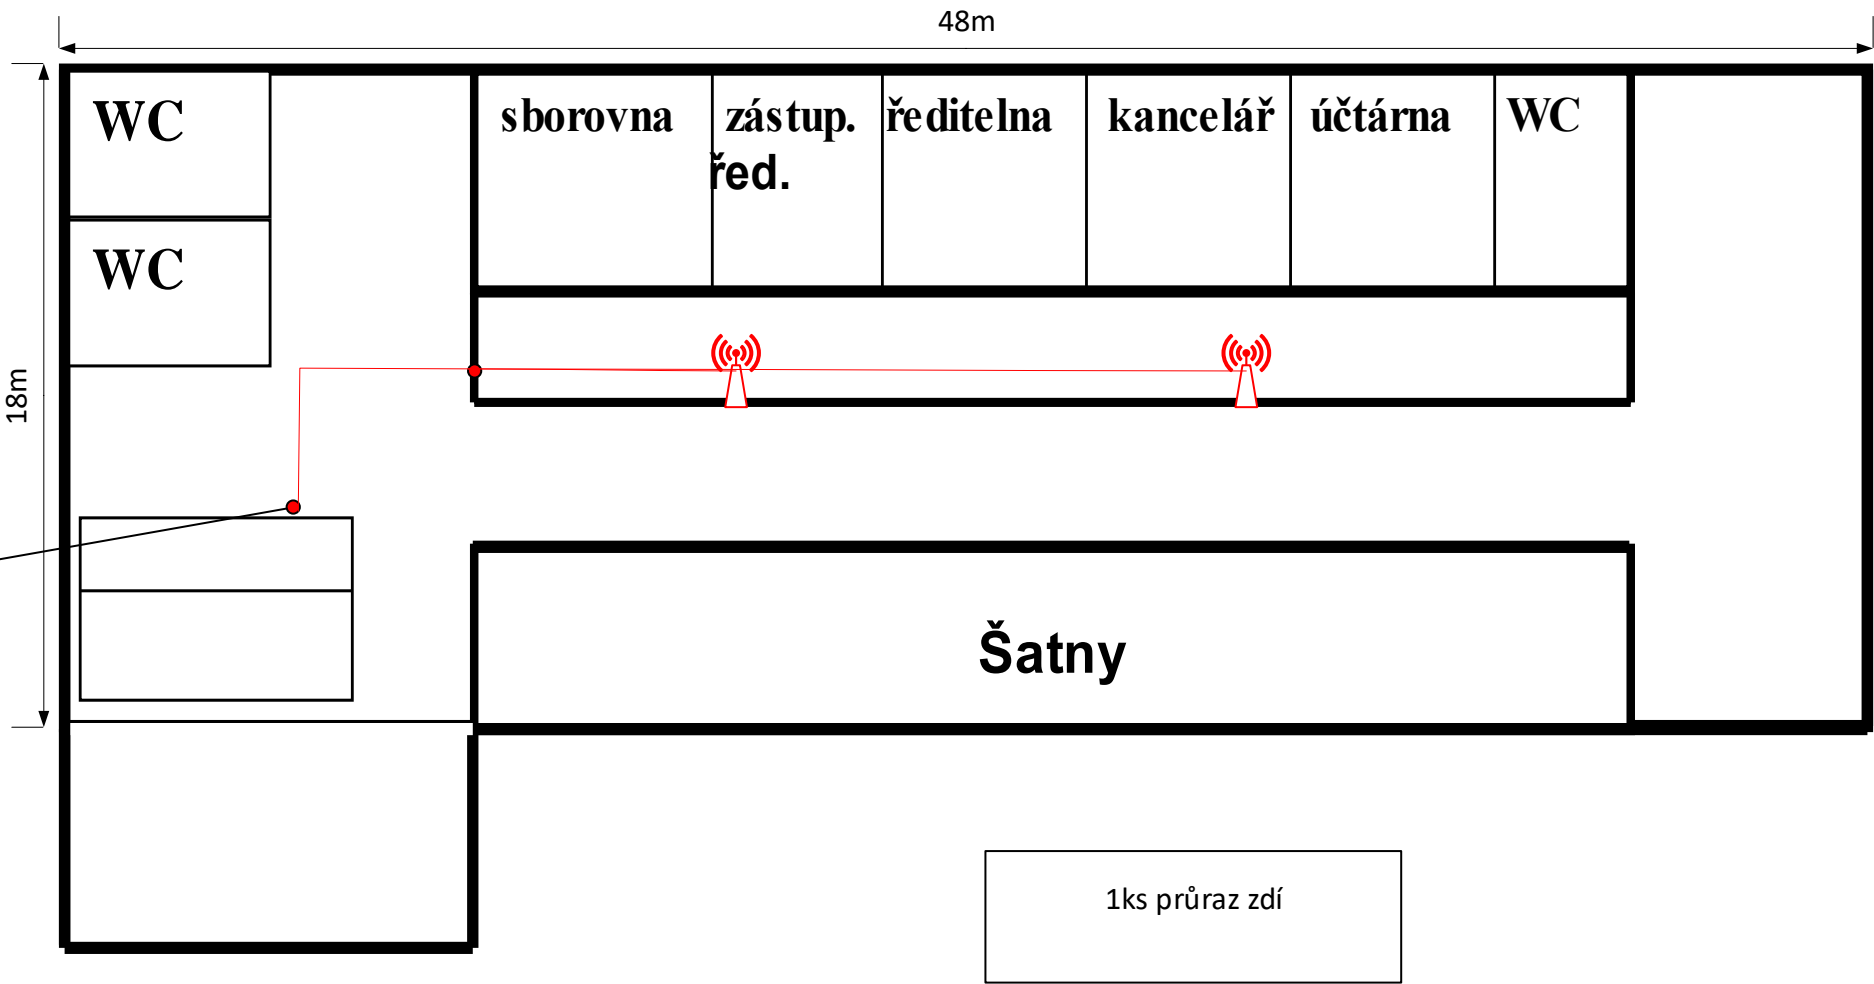 48m
WC
sborovna
zástup.
řed.
ředitelna
kancelář
účtárna
WC
WC
18m
Šatny
1ks průraz zdí